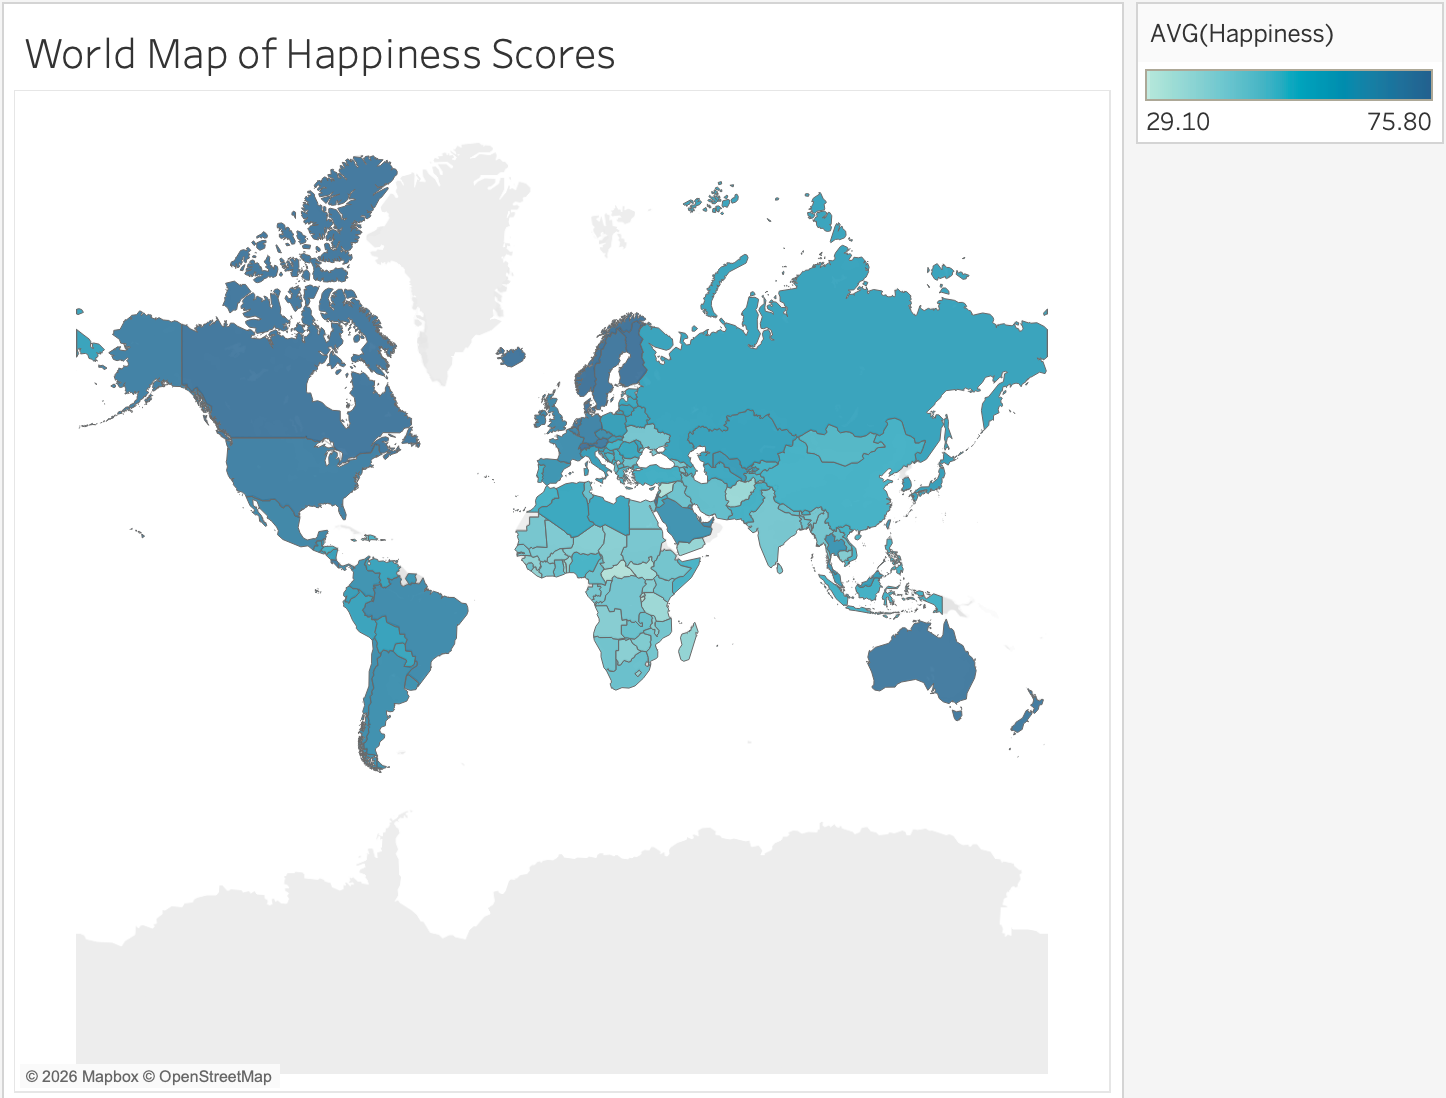 World Map of Happiness Scores
AVG(Happiness)
29.10 75.80
© 2026 Mapbox © OpenStreetMap